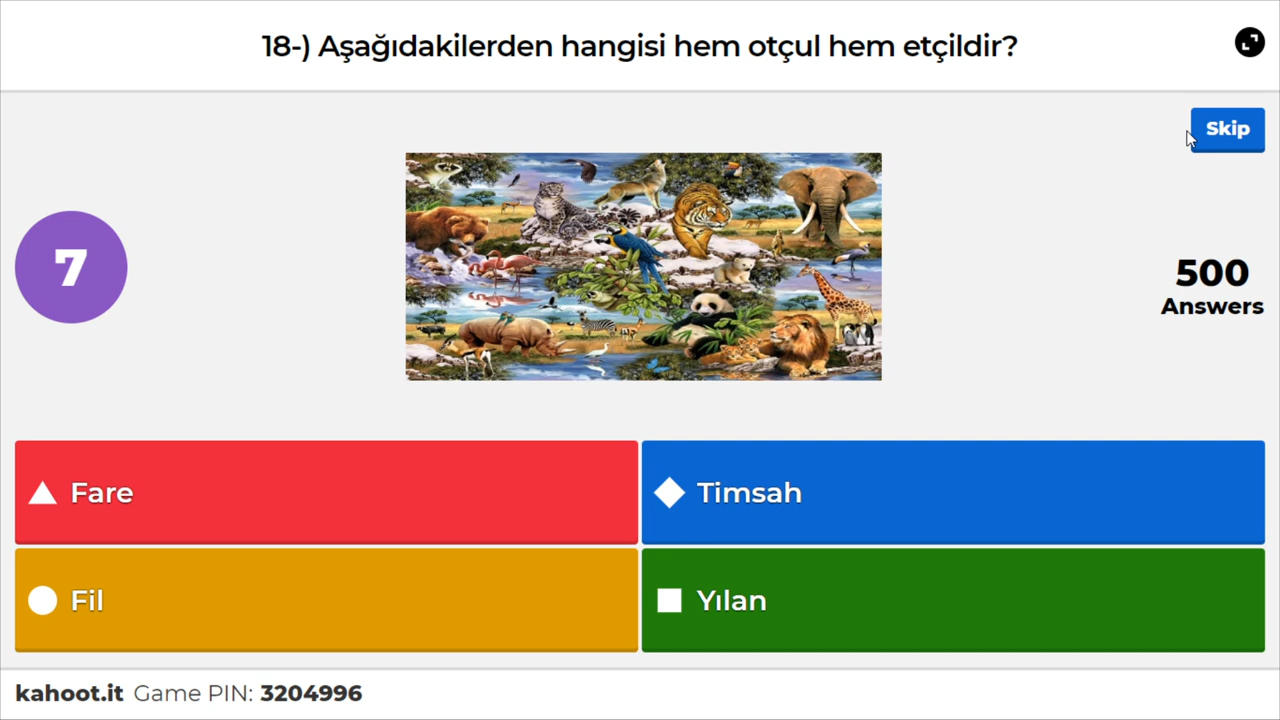 18-) Aşağıdakilerden hangisi hem otçul hem etçildir?
Skip
7
500
Answers
Fare
Timsah
Fil
Yılan
kahoot.it Game PIN: 3204996